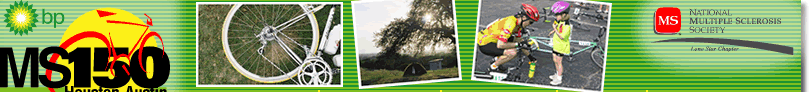 bp
MS150
Houston Austin
MS
NATIONAL
MULTIPLE SCLEROSIS
SOCIETY
Lone Star Chapter